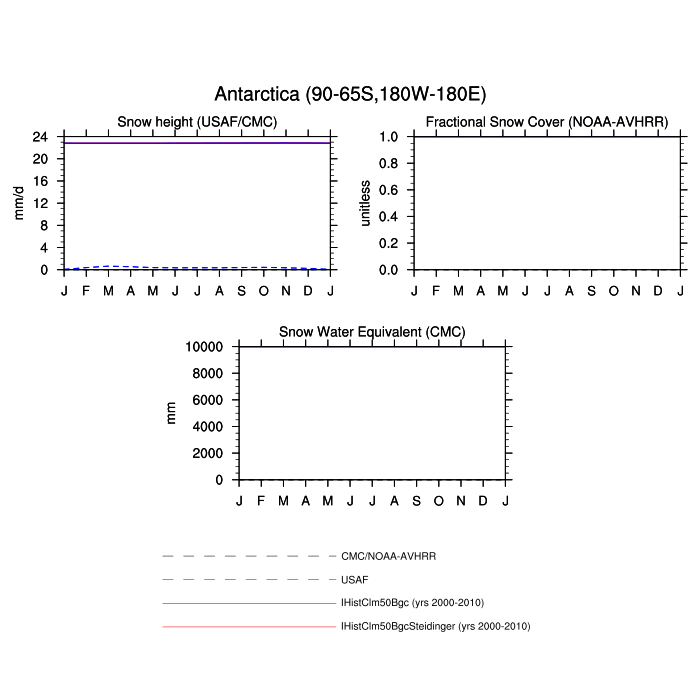 Antarctica (90-65S,180W-180E)
Snow height (USAF/CMC)
24
20
16
12
8
4
0
mm/d
J F M A M J J A S O N D J
Fractional Snow Cover (NOAA-AVHRR)
1.0
0.8
0.6
0.4
0.2
0.0
unitless
J F M A M J J A S O N D J
Snow Water Equivalent (CMC)
10000
8000
6000
4000
2000
0
mm
J F M A M J J A S O N D J
CMC/NOAA-AVHRR
USAF
IHistClm50Bgc (yrs 2000-2010)
IHistClm50BgcSteidinger (yrs 2000-2010)